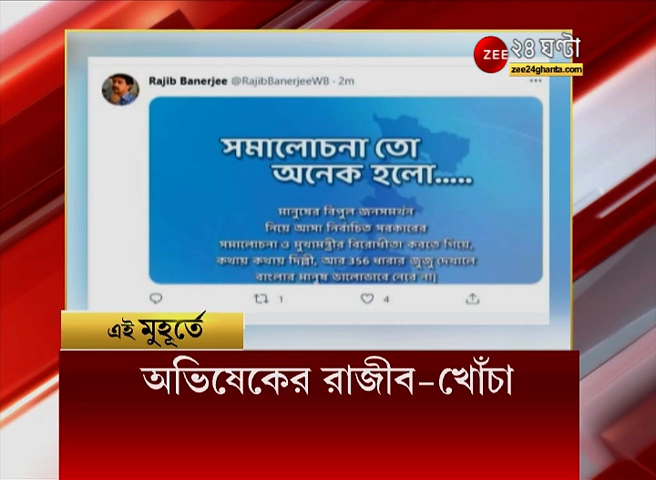 ZEE ২৪ ঘণ্টা
zee24ghanta.com
Rajib Banerjee @RajibBanerjeeWB · 2m
সমালোচনা তো
অনেক হলো.....
মানুষের বিপুল জনসমর্থন
নিয়ে আসা নির্বাচিত সরকারের
সমালোচনা ও মুখ্যমন্ত্রীর বিরোধীতা করতে গিয়ে,
কথায় কথায় দিল্লী, আর 356 ধারার জুজু দেখালে
বাংলার মানুষ ভালোভাবে নেবে না|
1 4
এই মুহূর্তে
অভিষেকের রাজীব-খোঁচা